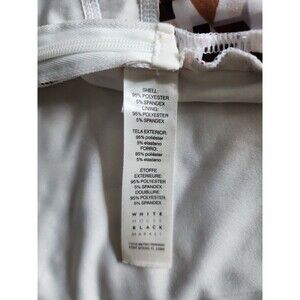 SHELL:
95% POLYESTER
5% SPANDEX
LINING:
95% POLYESTER
5% SPANDEX
TELA EXTERIOR:
95% poliéster
5% elastano
FORRO:
95% poliéster
5% elastano
ÉTOFFE
EXTÉRIEURE:
95% POLYESTER
5% SPANDEX
DOUBLURE:
95% POLYESTER
5% SPANDEX
WHITE
HOUSE
BLACK
MARKET